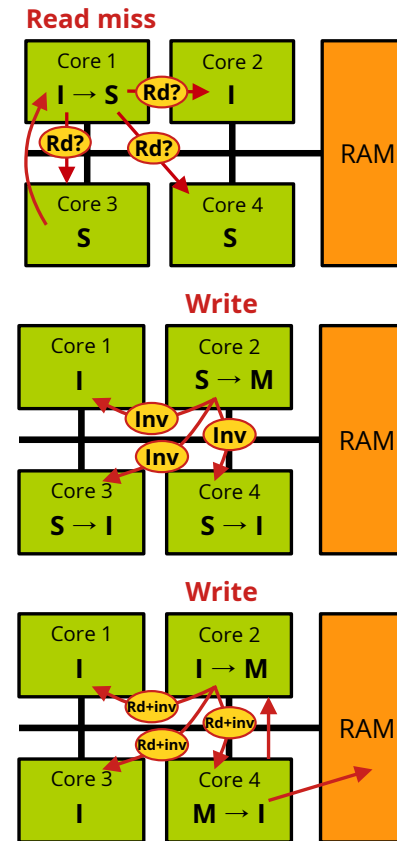 Read miss
Core 1
I → S
Rd?
Core 2
I
Rd?
Rd?
RAM
Core 3
S
Core 4
S
Write
Core 1
I
Core 2
S → M
Inv
Inv
Inv
RAM
Core 3
S → I
Core 4
S → I
Write
Core 1
I
Core 2
I → M
Rd+inv
Rd+inv
Rd+inv
RAM
Core 3
I
Core 4
M → I